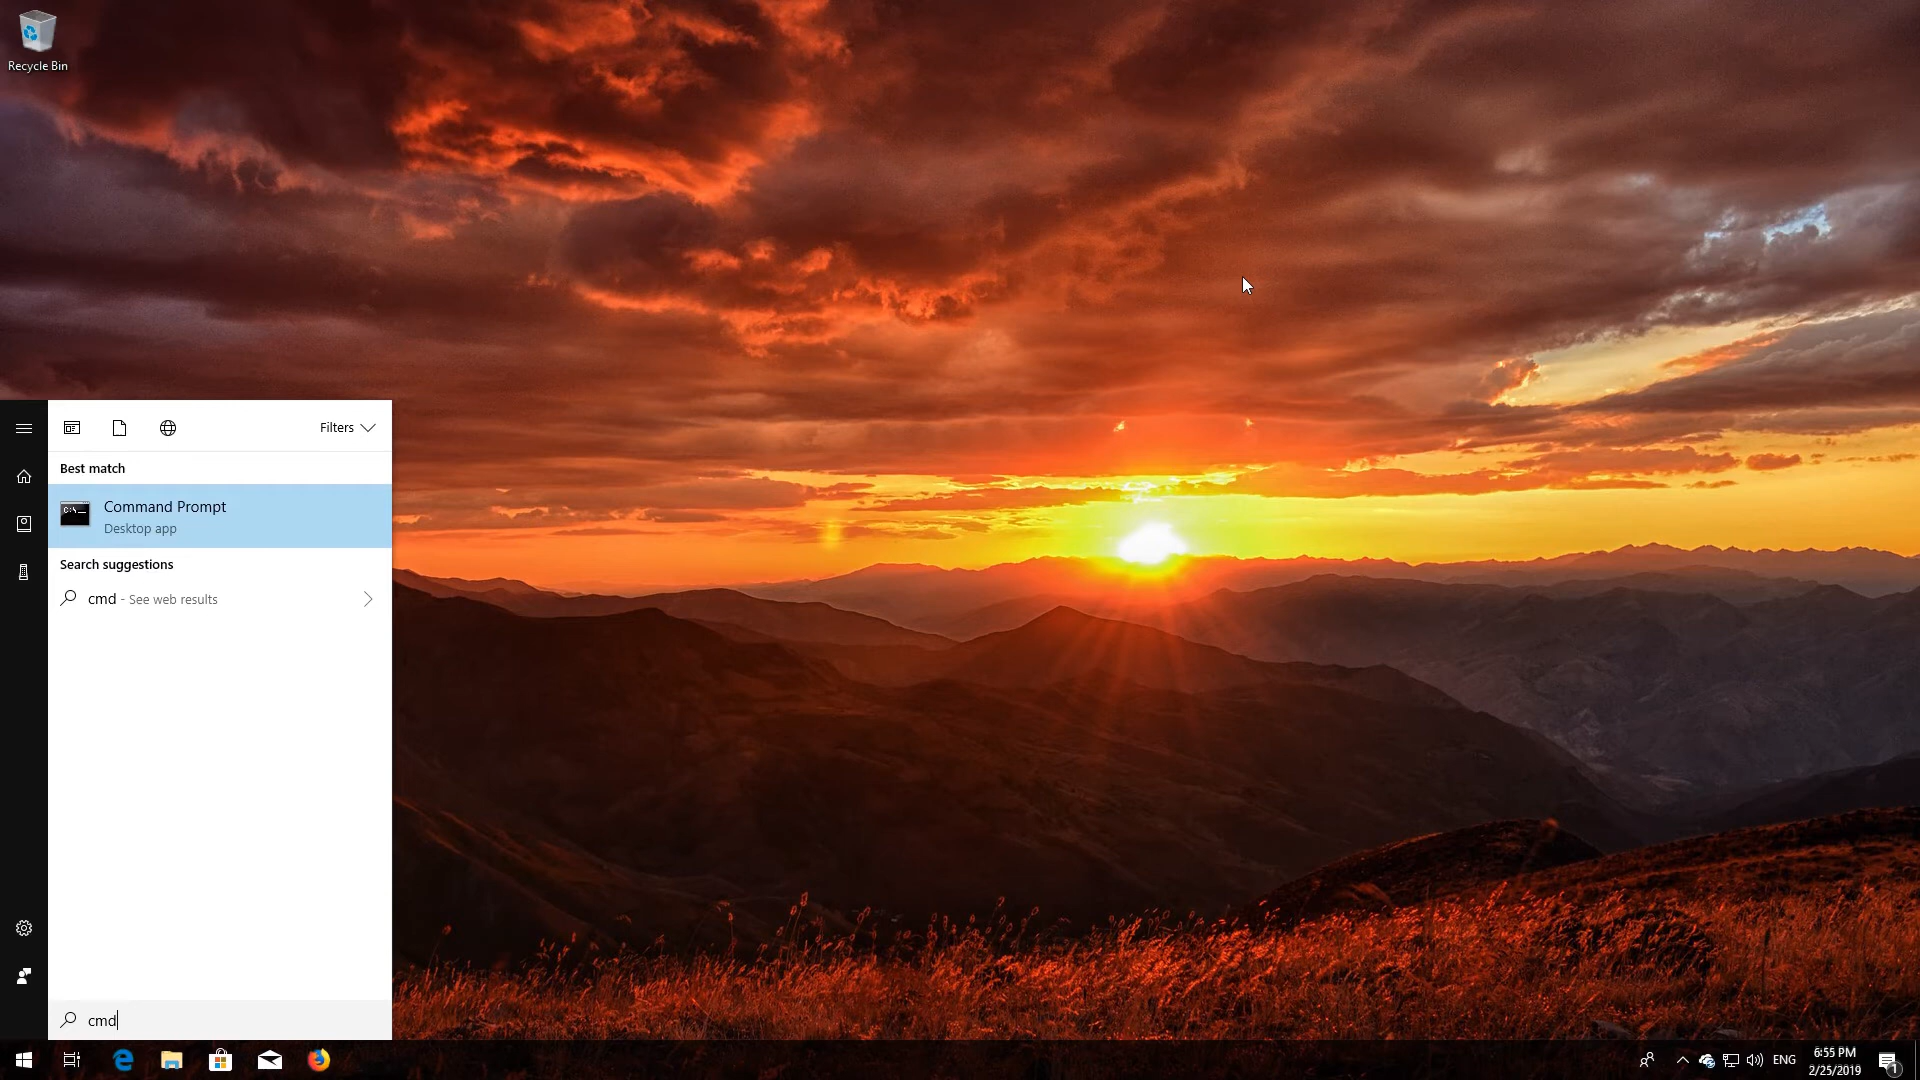 Recycle Bin
Filters
Best match
Command Prompt
Desktop app
Search suggestions
cmd - See web results
cmd
ENG
6:55 PM
2/25/2019
1